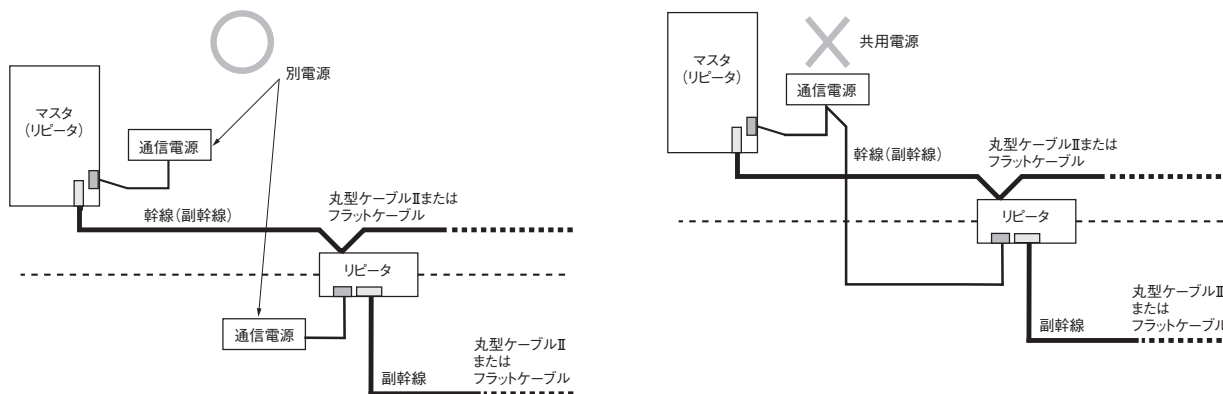 別電源
マスタ
(リピータ)
通信電源
丸型ケーブルⅡまたは
フラットケーブル
幹線(副幹線)
リピータ
通信電源
丸型ケーブルⅡ
または
フラットケーブル
副幹線
共用電源
マスタ
(リピータ)
通信電源
丸型ケーブルⅡまたは
フラットケーブル
幹線(副幹線)
リピータ
丸型ケーブルⅡ
または
フラットケーブル
副幹線